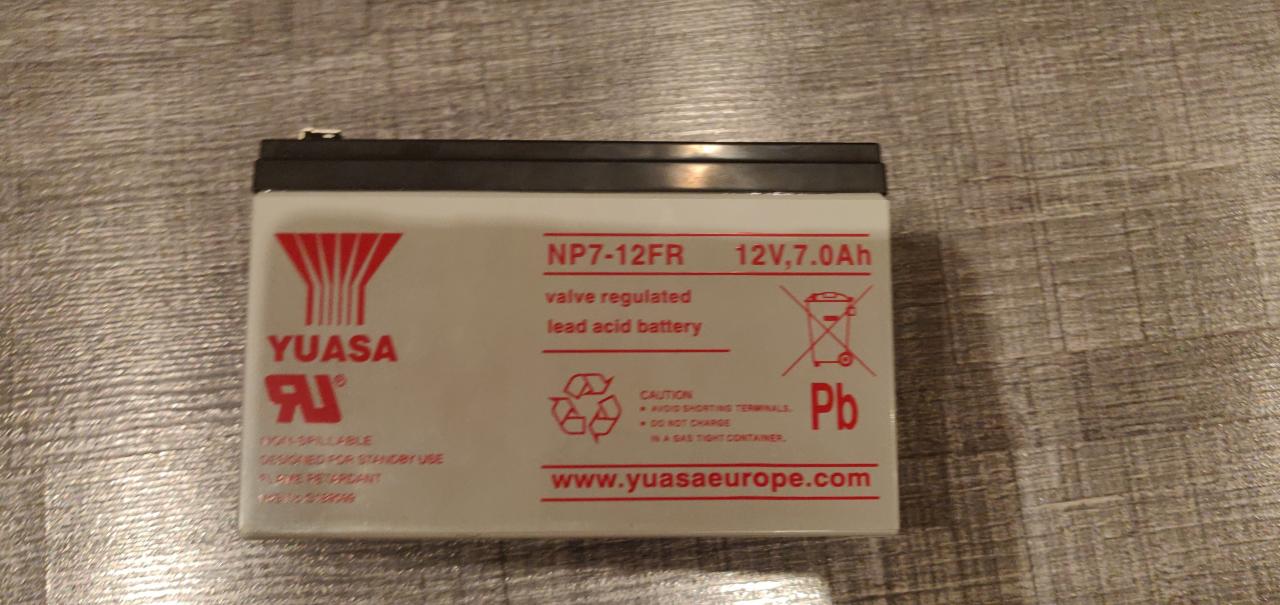 YUASA
NON-SPILLABLE
DESIGNED FOR STANDBY USE
FLAME RETARDANT
NP7-12FR 12V,7.0Ah
valve regulated
lead acid battery
CAUTION
• AVOID SHORTING TERMINALS.
• DO NOT CHARGE
IN A GAS TIGHT CONTAINER.
Pb
www.yuasaeurope.com